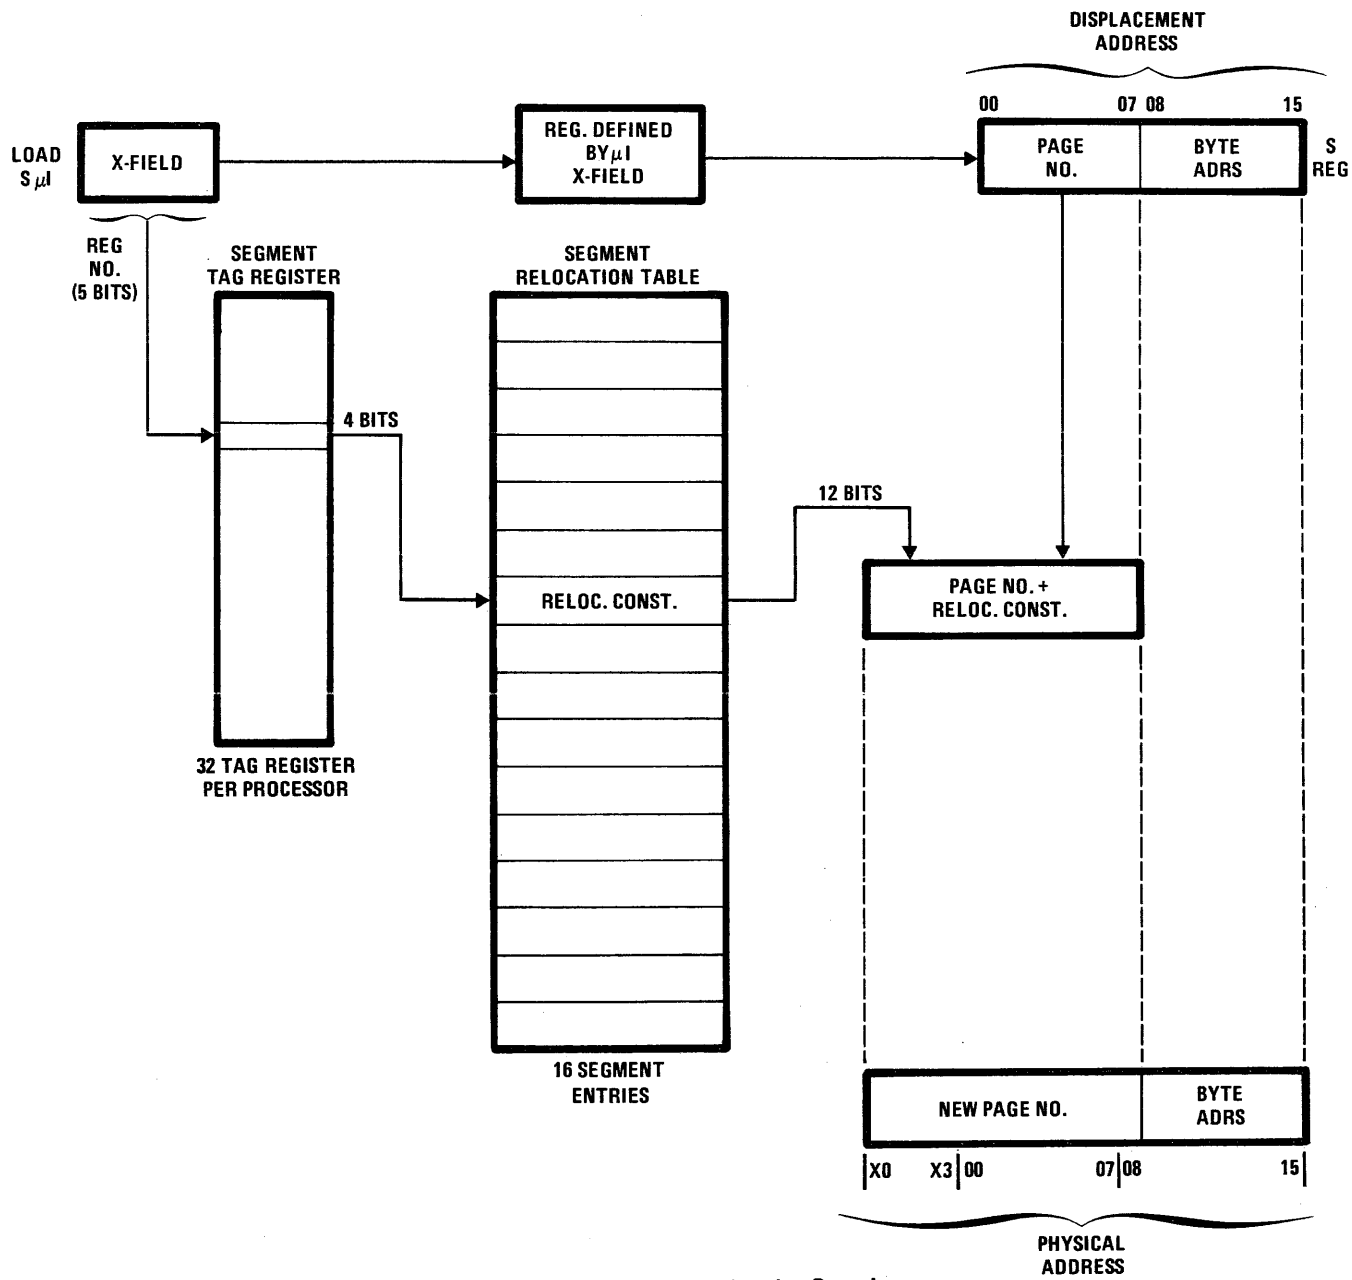 DISPLACEMENT
ADDRESS
00 07 08 15
LOAD
S μI
X-FIELD
REG. DEFINED
BY μI
X-FIELD
PAGE
NO.
BYTE
ADRS
S
REG
REG
NO.
(5 BITS)
SEGMENT
TAG REGISTER
SEGMENT
RELOCATION TABLE
4 BITS
12 BITS
RELOC. CONST.
PAGE NO. +
RELOC. CONST.
32 TAG REGISTER
PER PROCESSOR
16 SEGMENT
ENTRIES
NEW PAGE NO.
BYTE
ADRS
X0 X3 00 07 08 15
PHYSICAL
ADDRESS